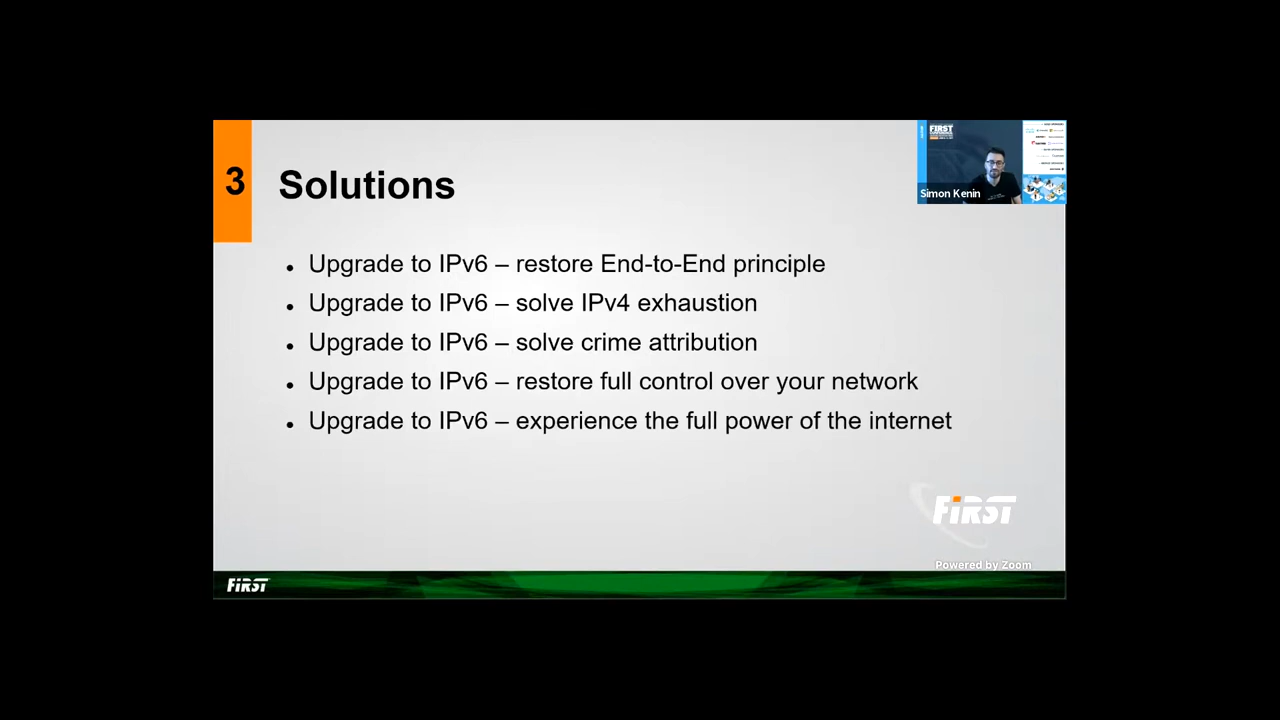 3
Solutions
• Upgrade to IPv6 – restore End-to-End principle
• Upgrade to IPv6 – solve IPv4 exhaustion
• Upgrade to IPv6 – solve crime attribution
• Upgrade to IPv6 – restore full control over your network
• Upgrade to IPv6 – experience the full power of the internet
FIRST
Simon Kenin
FiRST
Powered by Zoom
FiRST